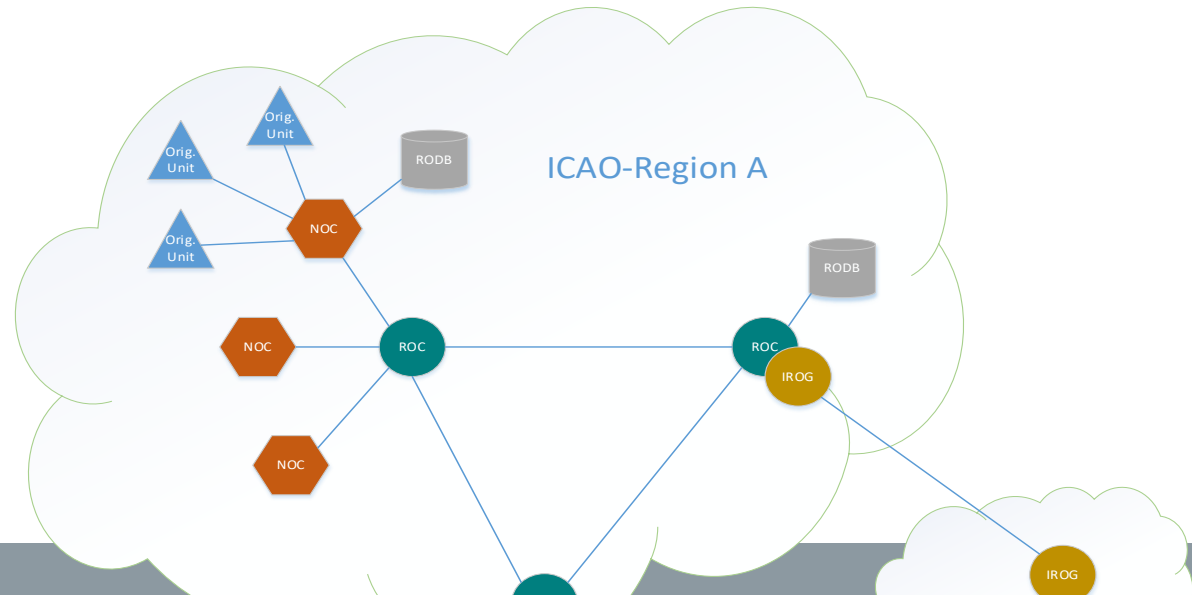 Orig.
Unit
Orig.
Unit
RODB
ICAO-Region A
Orig.
Unit
NOC
RODB
NOC
ROC
ROC
IROG
NOC
IROG